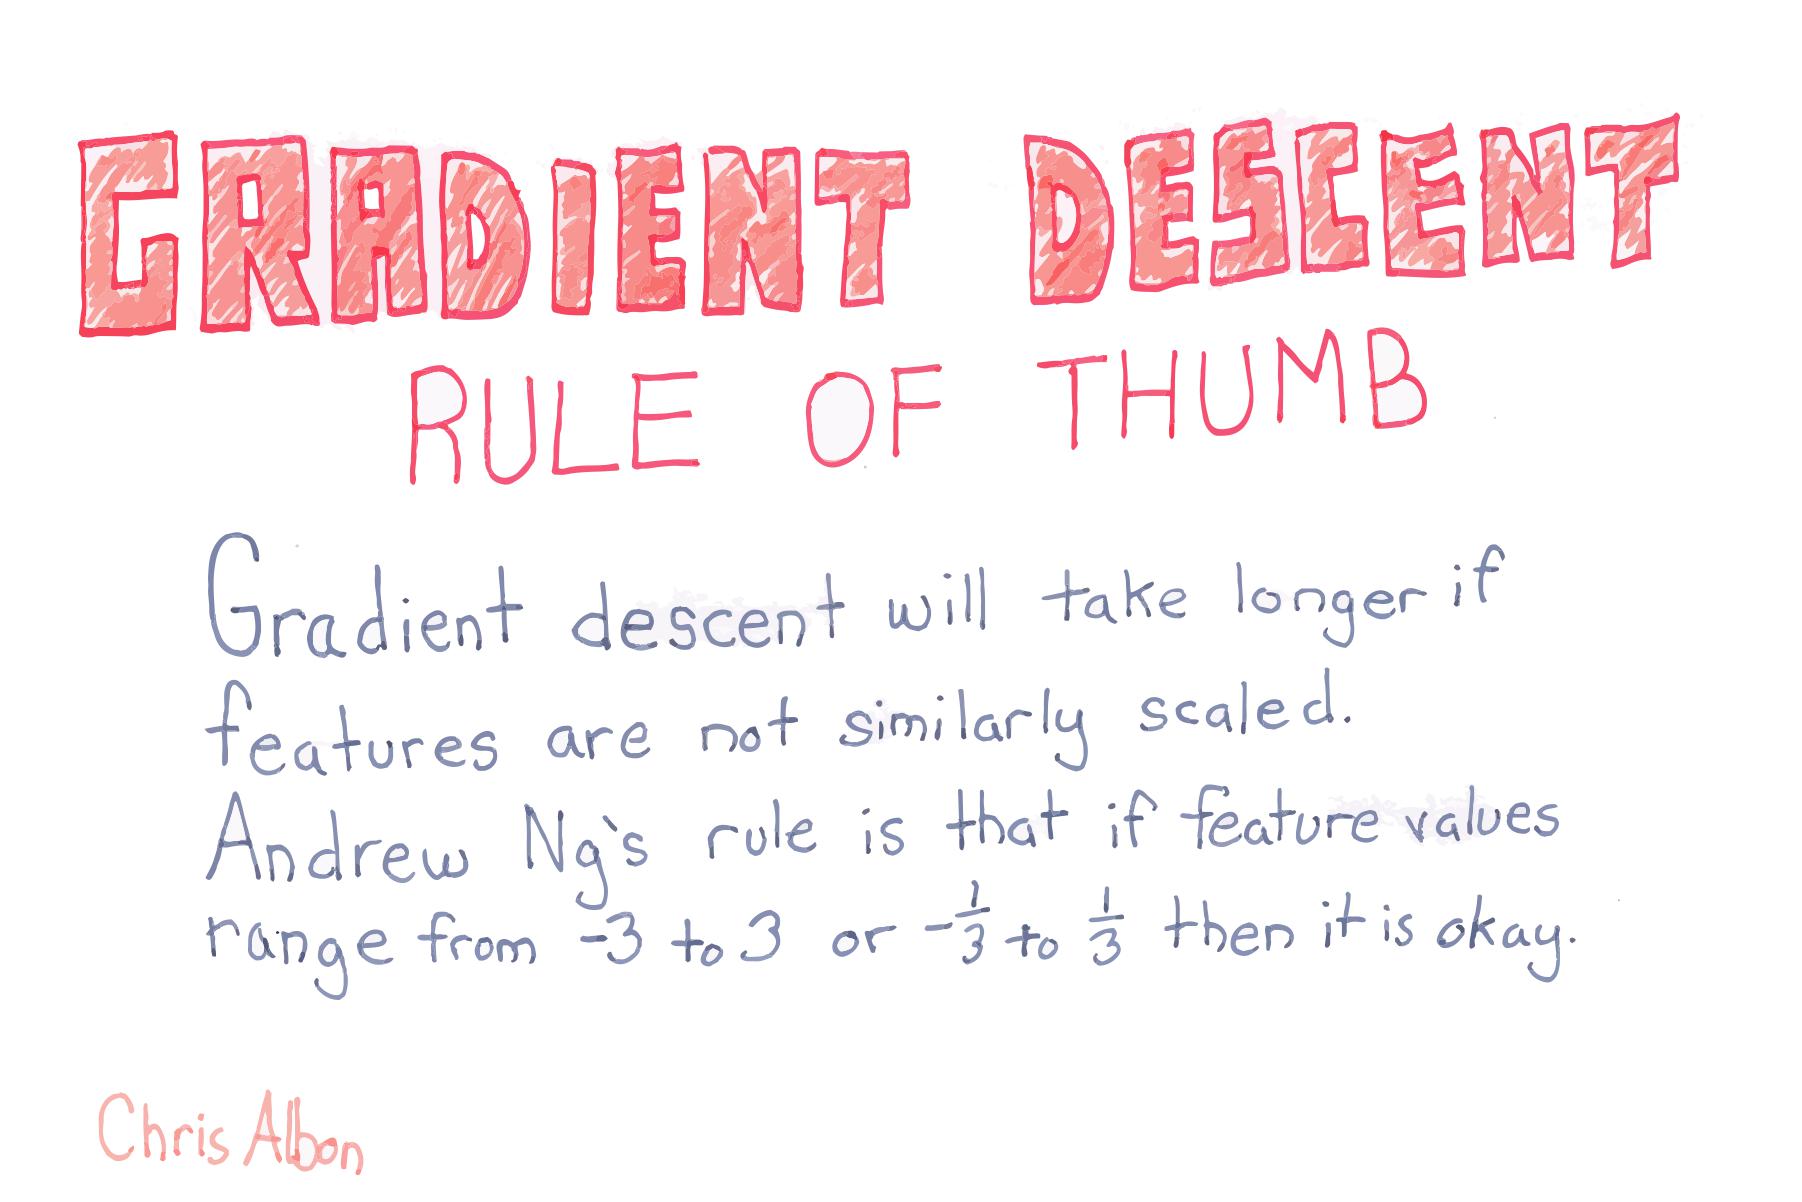 GRADIENT DESCENT
RULE OF THUMB
Gradient descent will take longer if
features are not similarly scaled.
Andrew Ng's rule is that if feature values
range from -3 to 3 or -1/3 to 1/3 then it is okay.
Chris Albon